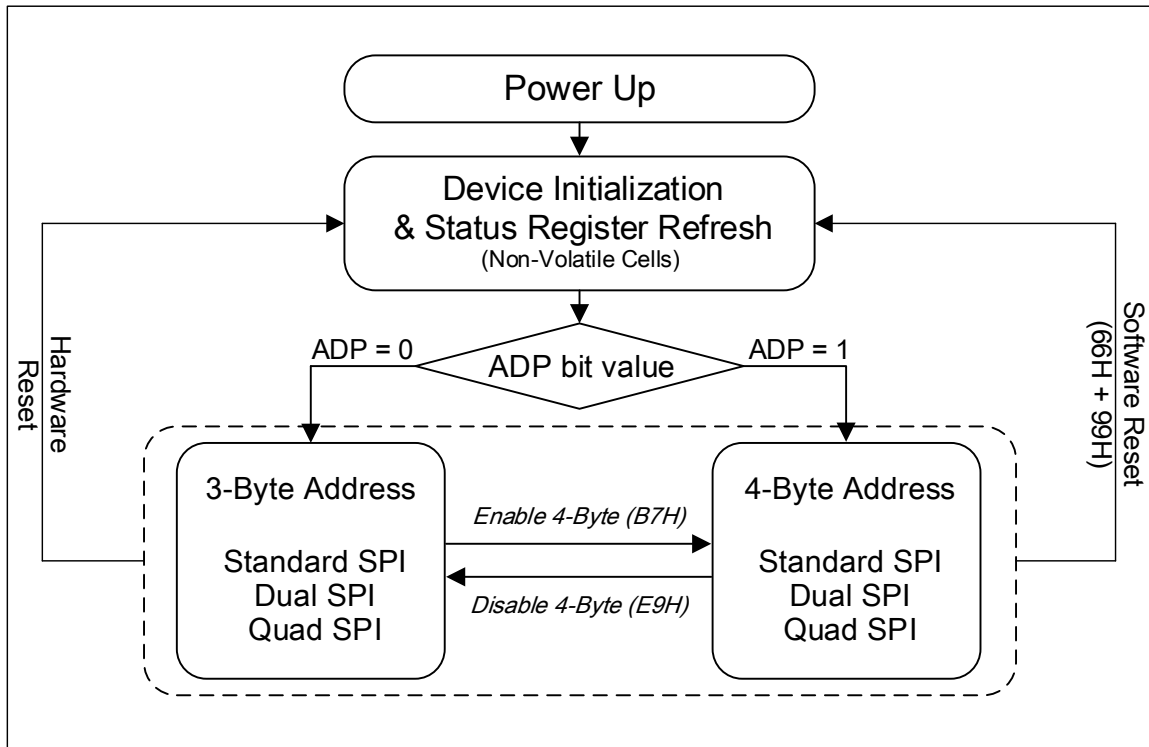 Power Up
Device Initialization
& Status Register Refresh
(Non-Volatile Cells)
ADP = 0
ADP bit value
ADP = 1
Hardware
Reset
Software Reset
(66H + 99H)
3-Byte Address
Standard SPI
Dual SPI
Quad SPI
Enable 4-Byte (B7H)
Disable 4-Byte (E9H)
4-Byte Address
Standard SPI
Dual SPI
Quad SPI